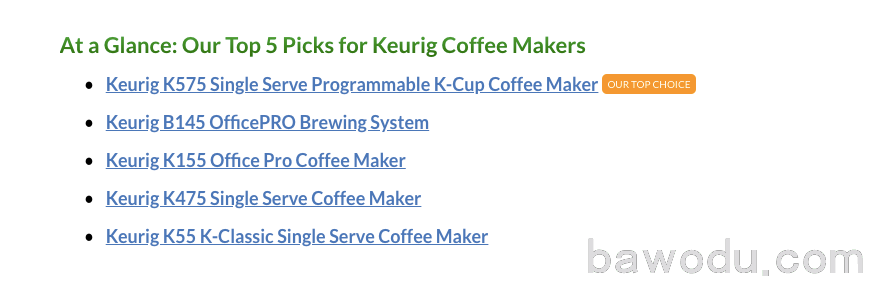 At a Glance: Our Top 5 Picks for Keurig Coffee Makers
Keurig K575 Single Serve Programmable K-Cup Coffee Maker OUR TOP CHOICE
Keurig B145 OfficePRO Brewing System
Keurig K155 Office Pro Coffee Maker
Keurig K475 Single Serve Coffee Maker
Keurig K55 K-Classic Single Serve Coffee Maker
bawodu.com